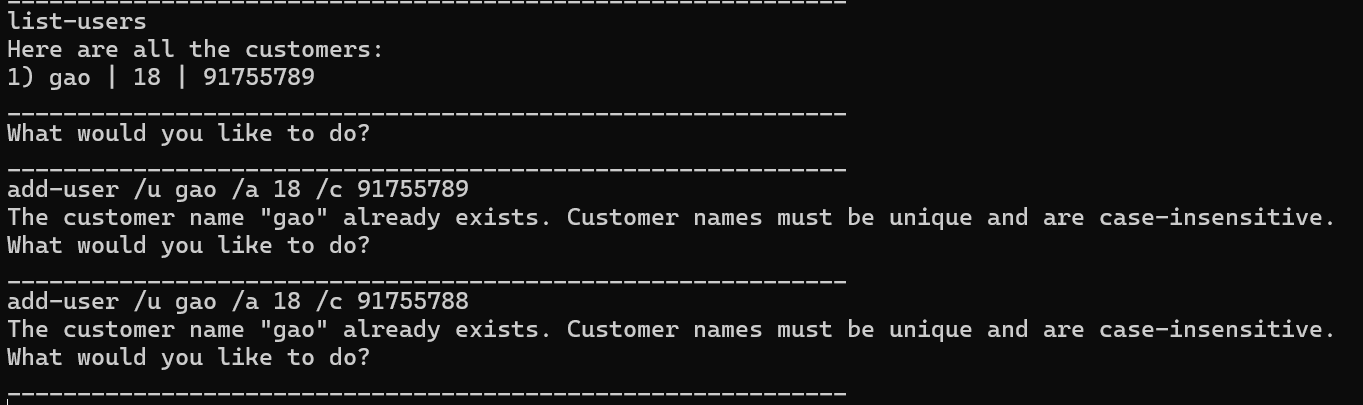 ____________________________________________________________
list-users
Here are all the customers:
1) gao | 18 | 91755789
____________________________________________________________
What would you like to do?
____________________________________________________________
add-user /u gao /a 18 /c 91755789
The customer name "gao" already exists. Customer names must be unique and are case-insensitive.
What would you like to do?
____________________________________________________________
add-user /u gao /a 18 /c 91755788
The customer name "gao" already exists. Customer names must be unique and are case-insensitive.
What would you like to do?
____________________________________________________________